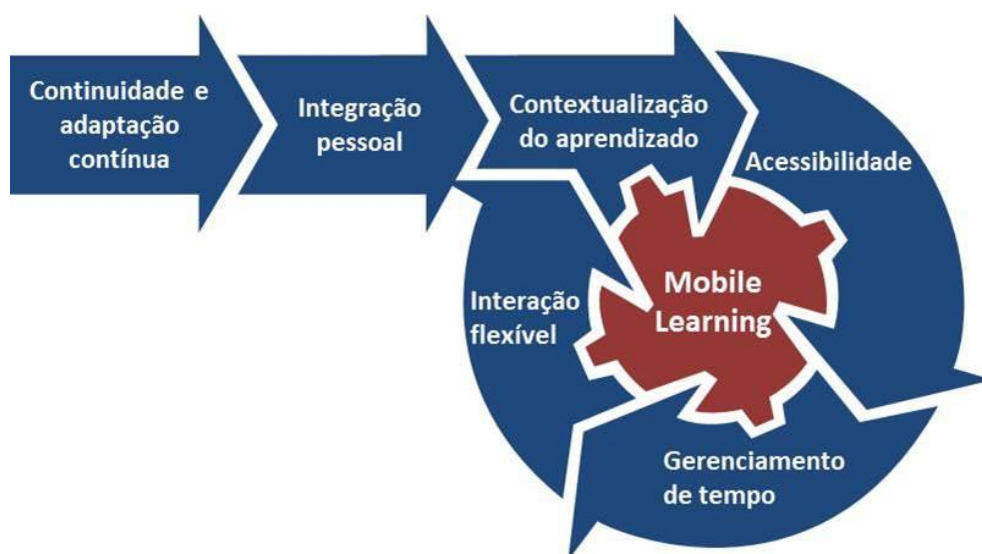 Continuidade e
adaptação
contínua
Integração
pessoal
Contextualização
do aprendizado
Acessibilidade
Gerenciamento
de tempo
Interação
flexível
Mobile
Learning